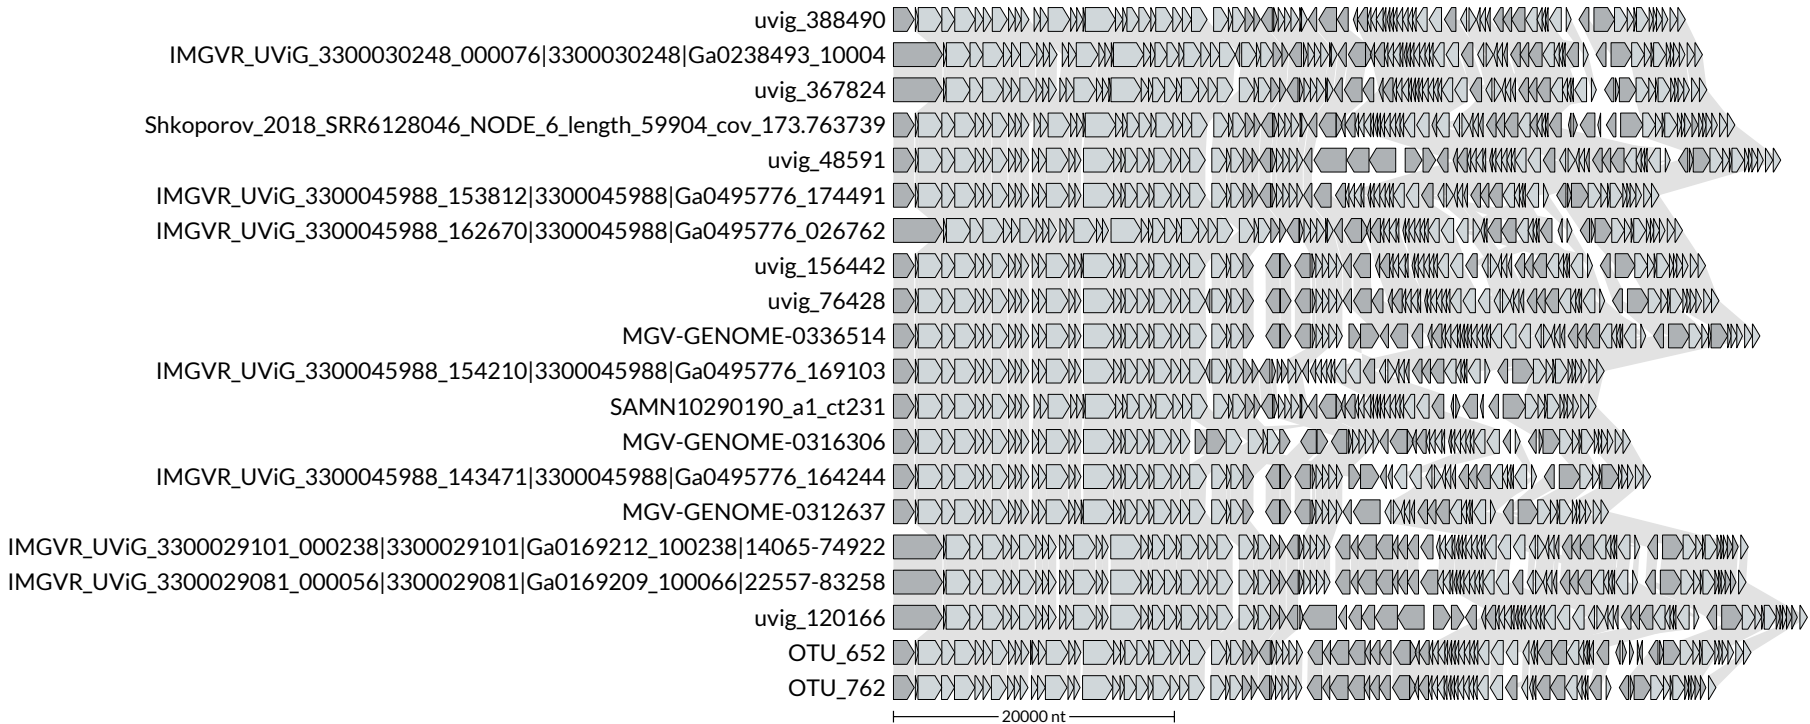 uvig_388490
IMGVR_UViG_3300030248_000076|3300030248|Ga0238493_10004
uvig_367824
Shkoporov_2018_SRR6128046_NODE_6_length_59904_cov_173.763739
uvig_48591
IMGVR_UViG_3300045988_153812|3300045988|Ga0495776_174491
IMGVR_UViG_3300045988_162670|3300045988|Ga0495776_026762
uvig_156442
uvig_76428
MGV-GENOME-0336514
IMGVR_UViG_3300045988_154210|3300045988|Ga0495776_169103
SAMN10290190_a1_ct231
MGV-GENOME-0316306
IMGVR_UViG_3300045988_143471|3300045988|Ga0495776_164244
MGV-GENOME-0312637
IMGVR_UViG_3300029101_000238|3300029101|Ga0169212_100238|14065-74922
IMGVR_UViG_3300029081_000056|3300029081|Ga0169209_100066|22557-83258
uvig_120166
OTU_652
OTU_762
20000 nt